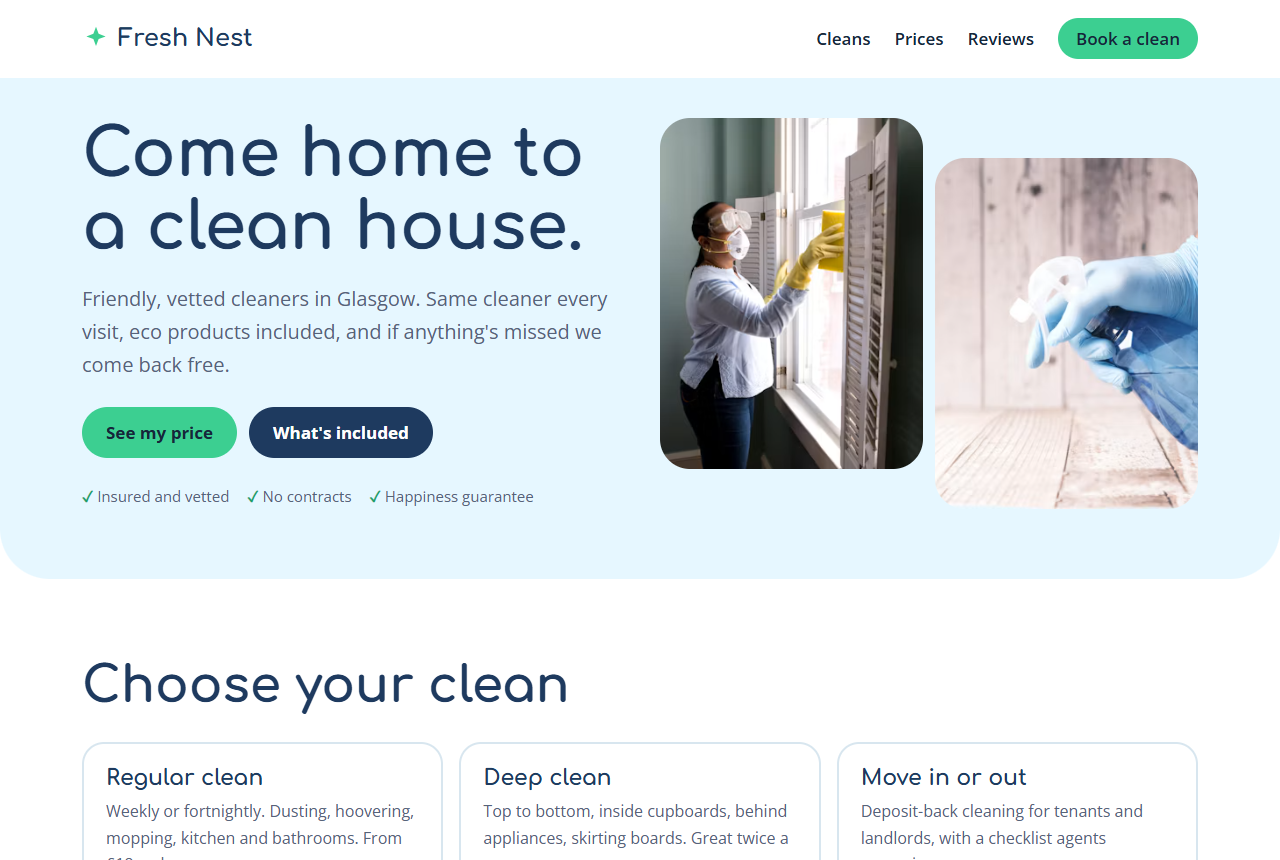 Fresh Nest
Cleans
Prices
Reviews
Book a clean
Come home to
a clean house.
Friendly, vetted cleaners in Glasgow. Same cleaner every
visit, eco products included, and if anything's missed we
come back free.
See my price
What's included
✓ Insured and vetted
✓ No contracts
✓ Happiness guarantee
Choose your clean
Regular clean
Weekly or fortnightly. Dusting, hoovering,
mopping, kitchen and bathrooms. From
Deep clean
Top to bottom, inside cupboards, behind
appliances, skirting boards. Great twice a
Move in or out
Deposit-back cleaning for tenants and
landlords, with a checklist agents